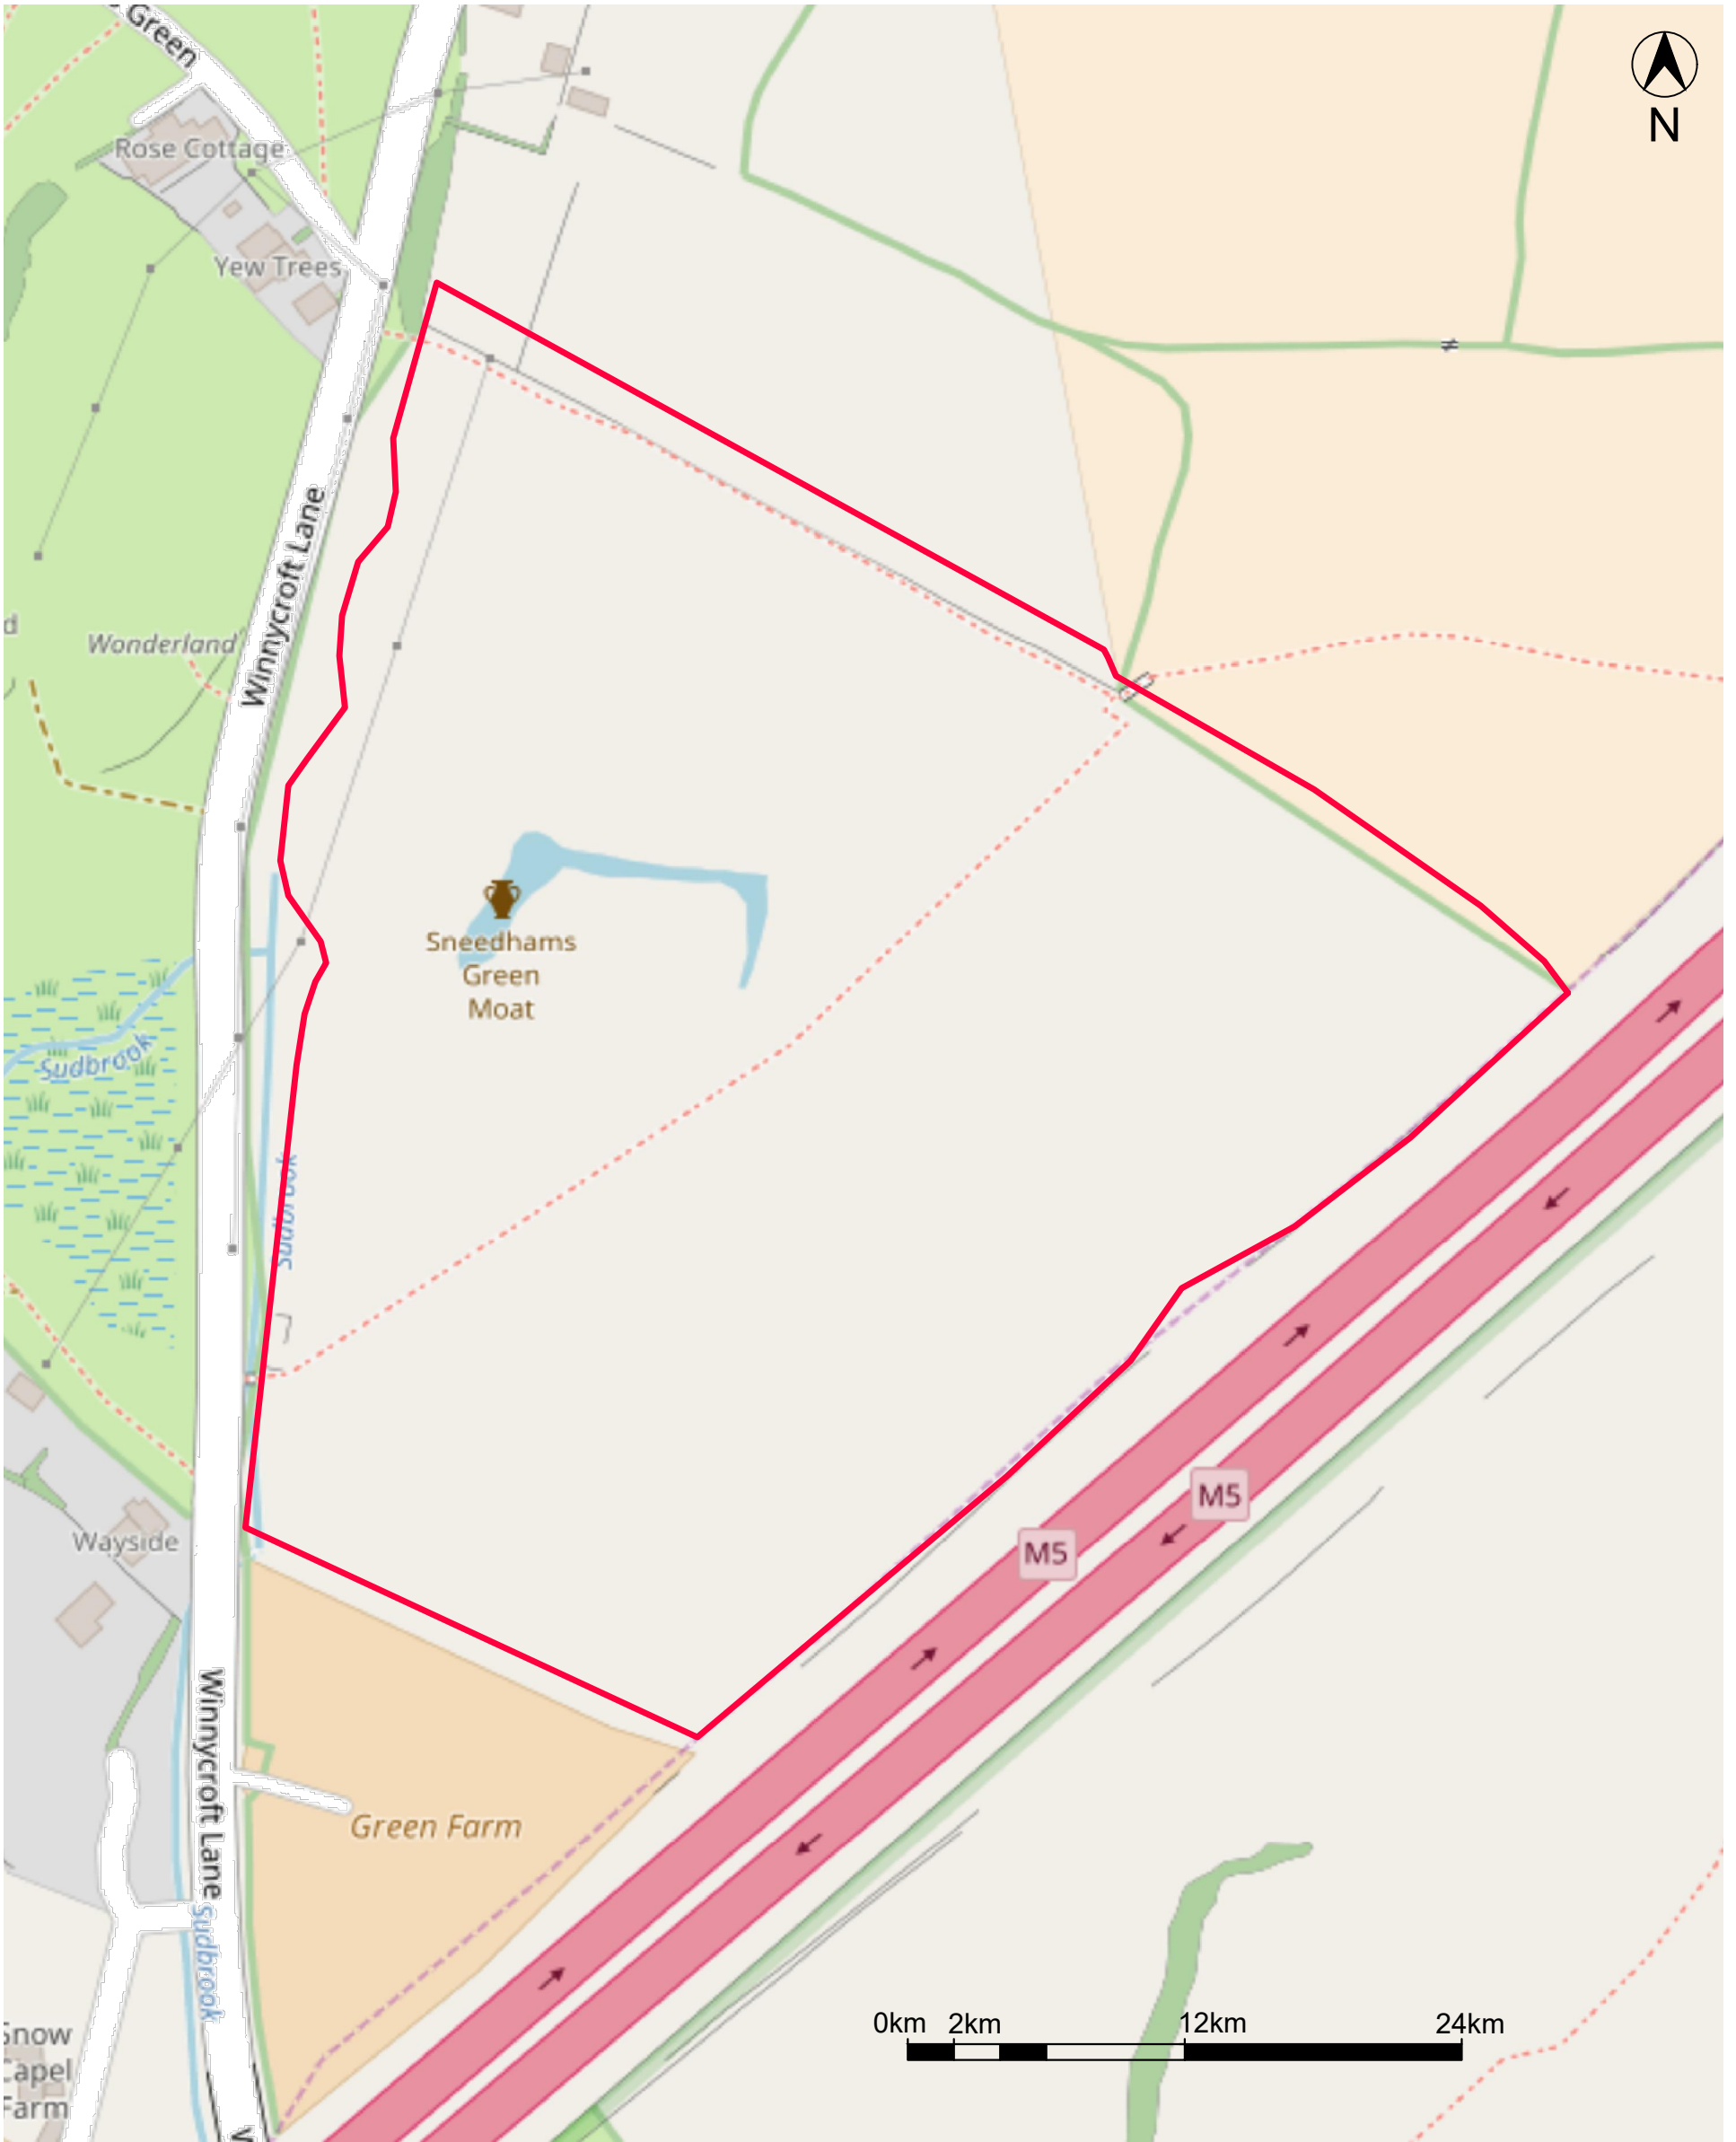 Green
N
Rose Cottage
Yew Trees
Winnycroft Lane
d
Wonderland
Sneedhams
Green
Moat
Sudbrook
Sudbrook
M5
M5
Wayside
Winnycroft Lane
Green Farm
Sudbrook
Snow
Capel
Farm
0km 2km 12km 24km
W